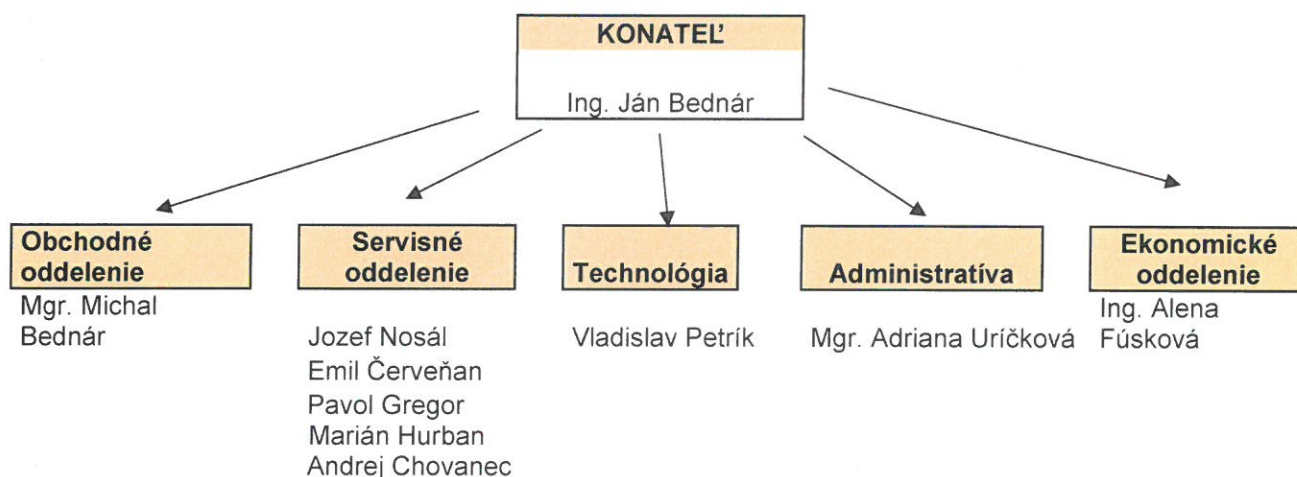 KONATEĽ
Ing. Ján Bednár
Obchodné
oddelenie
Mgr. Michal
Bednár
Servisné
oddelenie
Jozef Nosál
Emil Červeňan
Pavol Gregor
Marián Hurban
Andrej Chovanec
Technológia
Vladislav Petrík
Administratíva
Mgr. Adriana Uríčková
Ekonomické
oddelenie
Ing. Alena
Fúsková